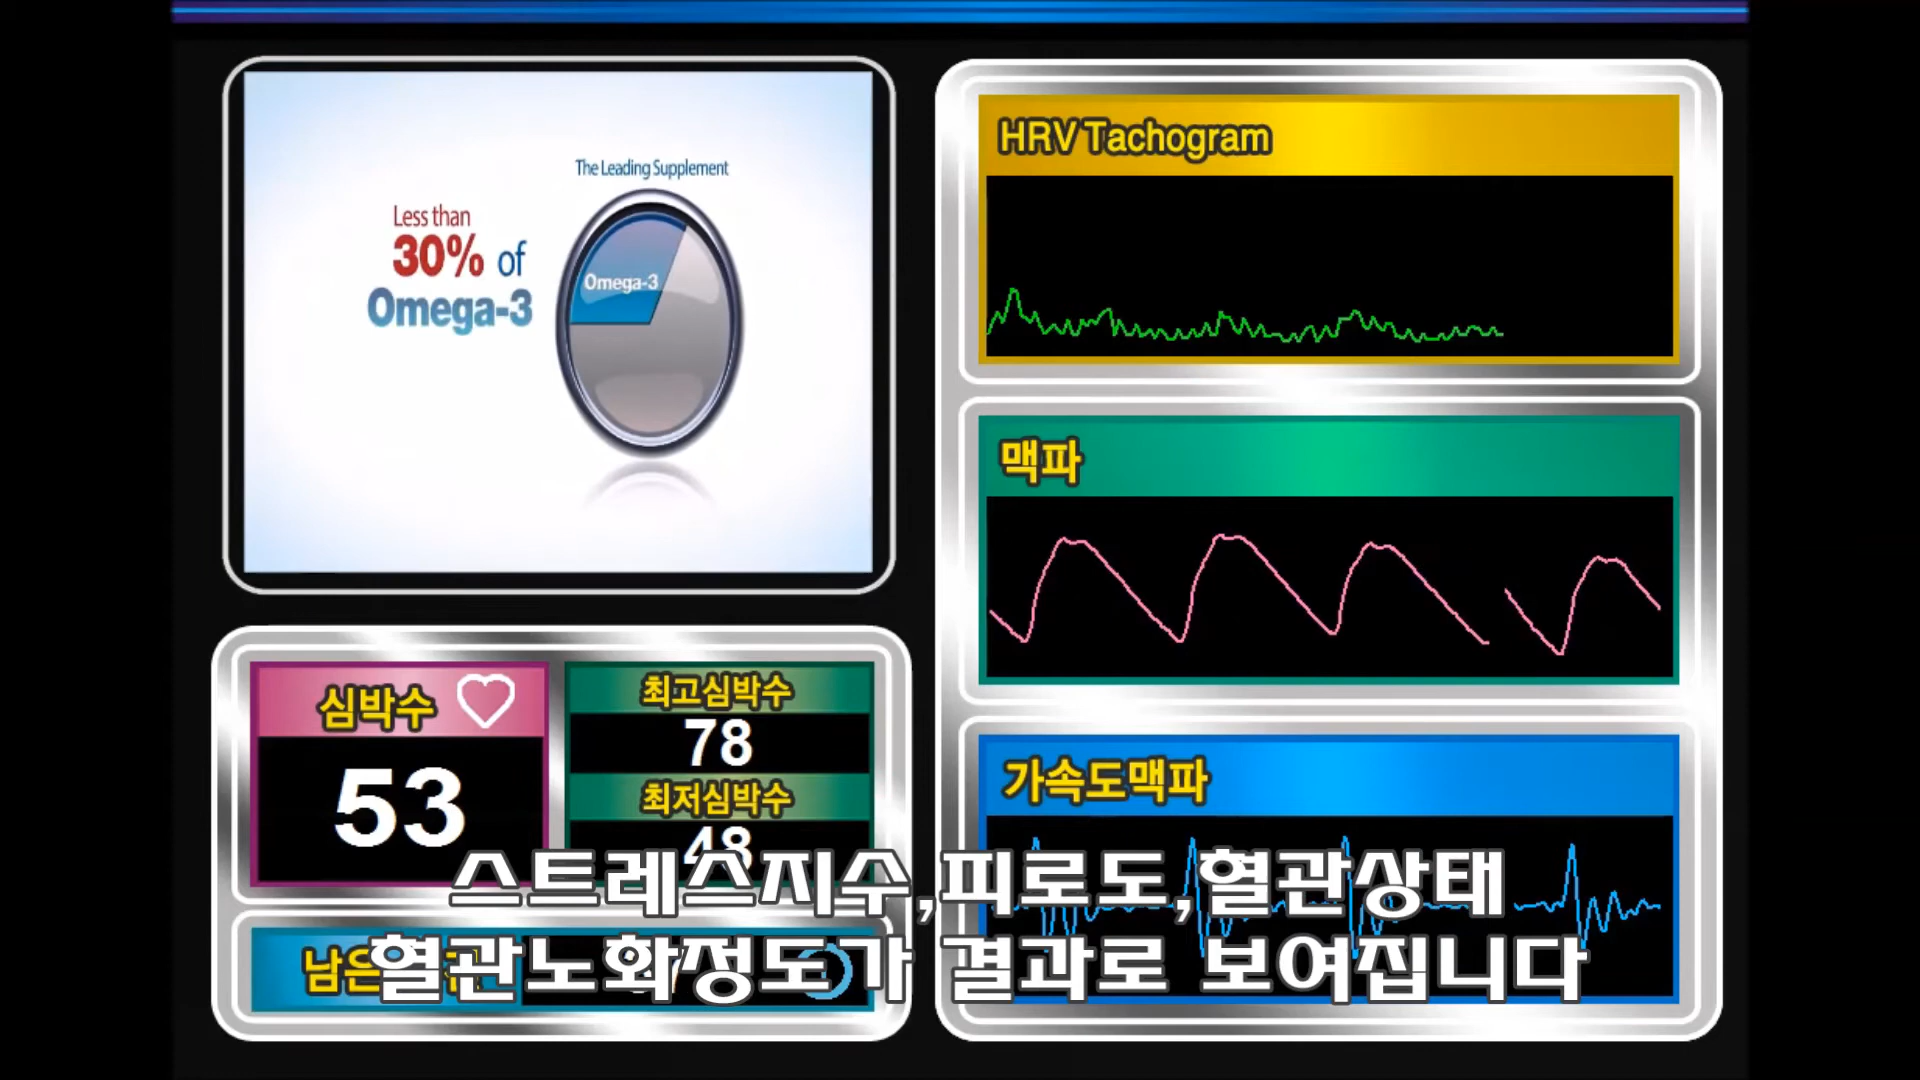 The Leading Supplement
Less than
30% of
Omega-3
Omega-3
HRV Tachogram
맥파
가속도맥파
심박수
53
최고심박수
78
최저심박수
48
남은
스트레스지수,피로도,혈관상태
혈관노화정도가 결과로 보여집니다